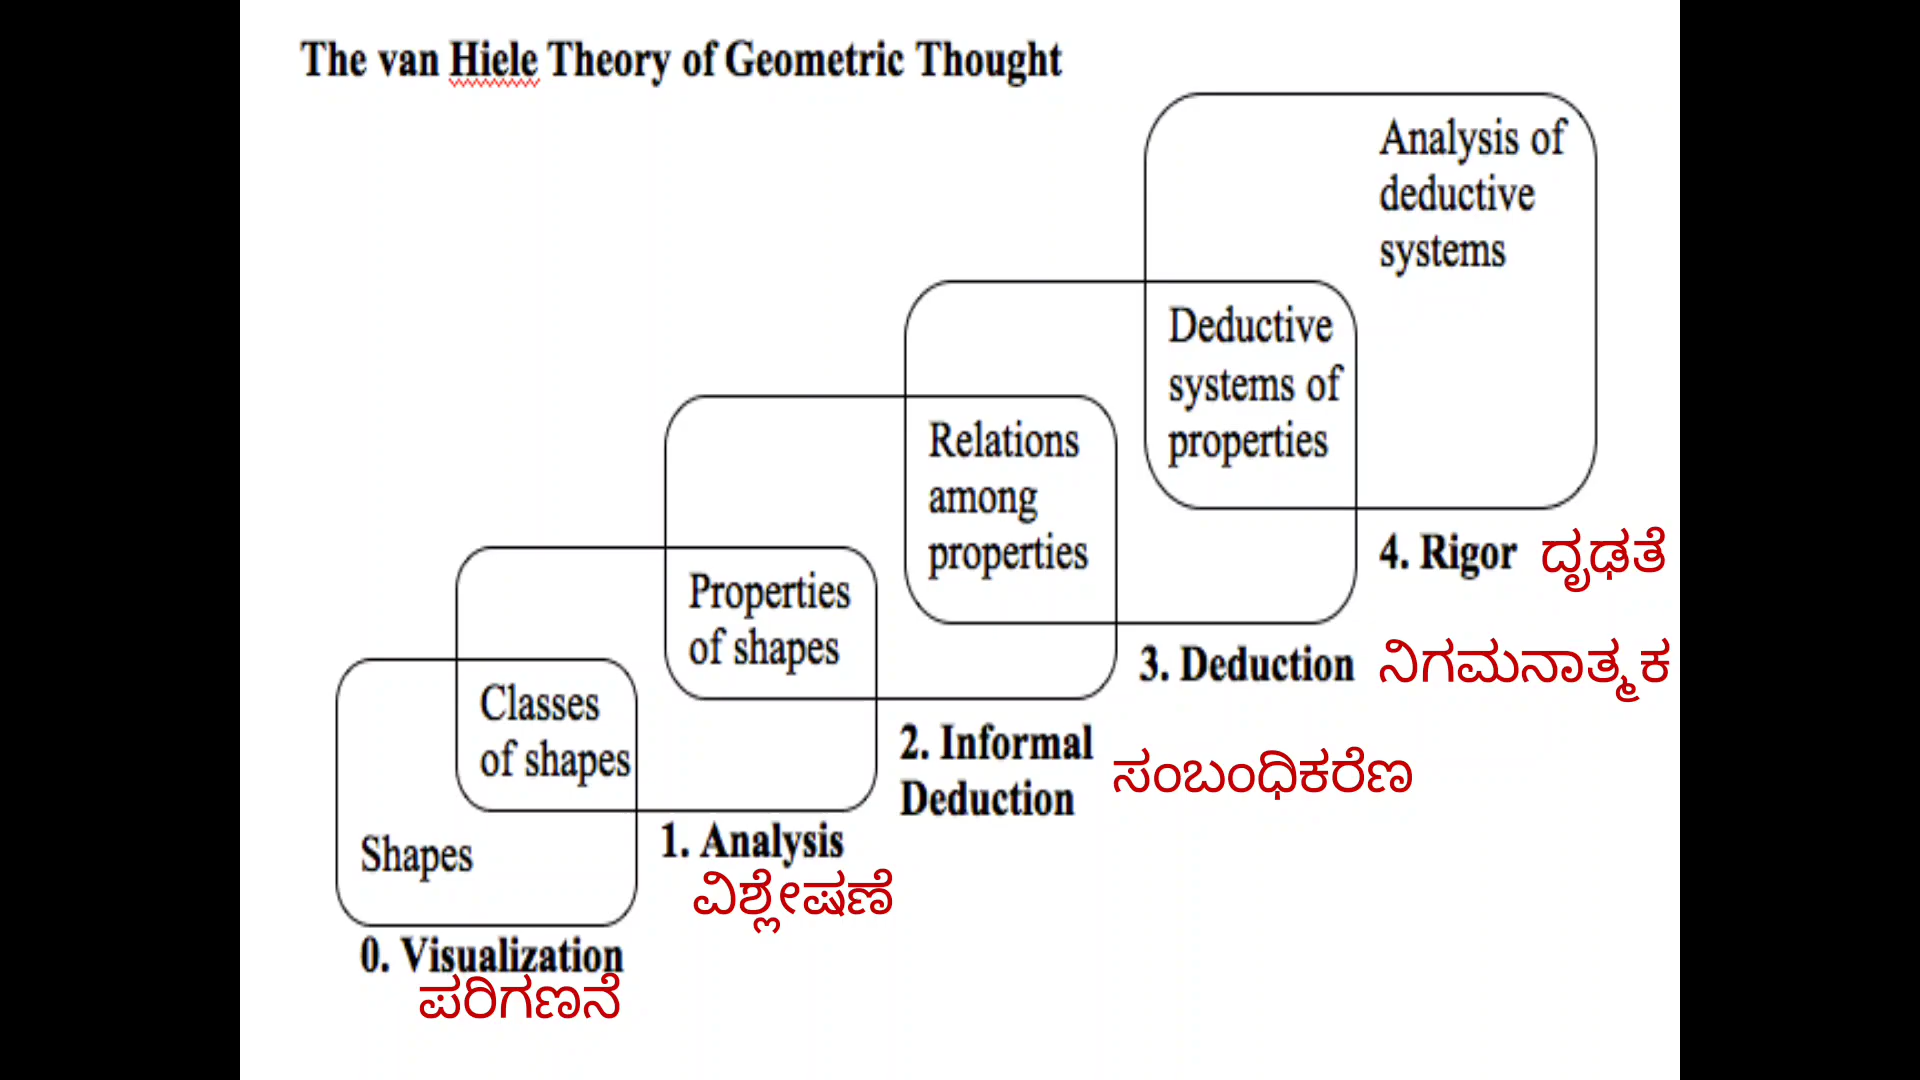 The van Hiele Theory of Geometric Thought
Analysis of
deductive
systems
Deductive
systems of
properties
Relations
among
properties
4. Rigor ದೃಢತೆ
Properties
of shapes
3. Deduction ನಿಗಮನಾತ್ಮಕ
Classes
of shapes
2. Informal
Deduction
ಸಂಬಂಧಿಕರೆಣ
Shapes
1. Analysis
ವಿಶ್ಲೇಷಣೆ
0. Visualization
ಪರಿಗಣನೆ